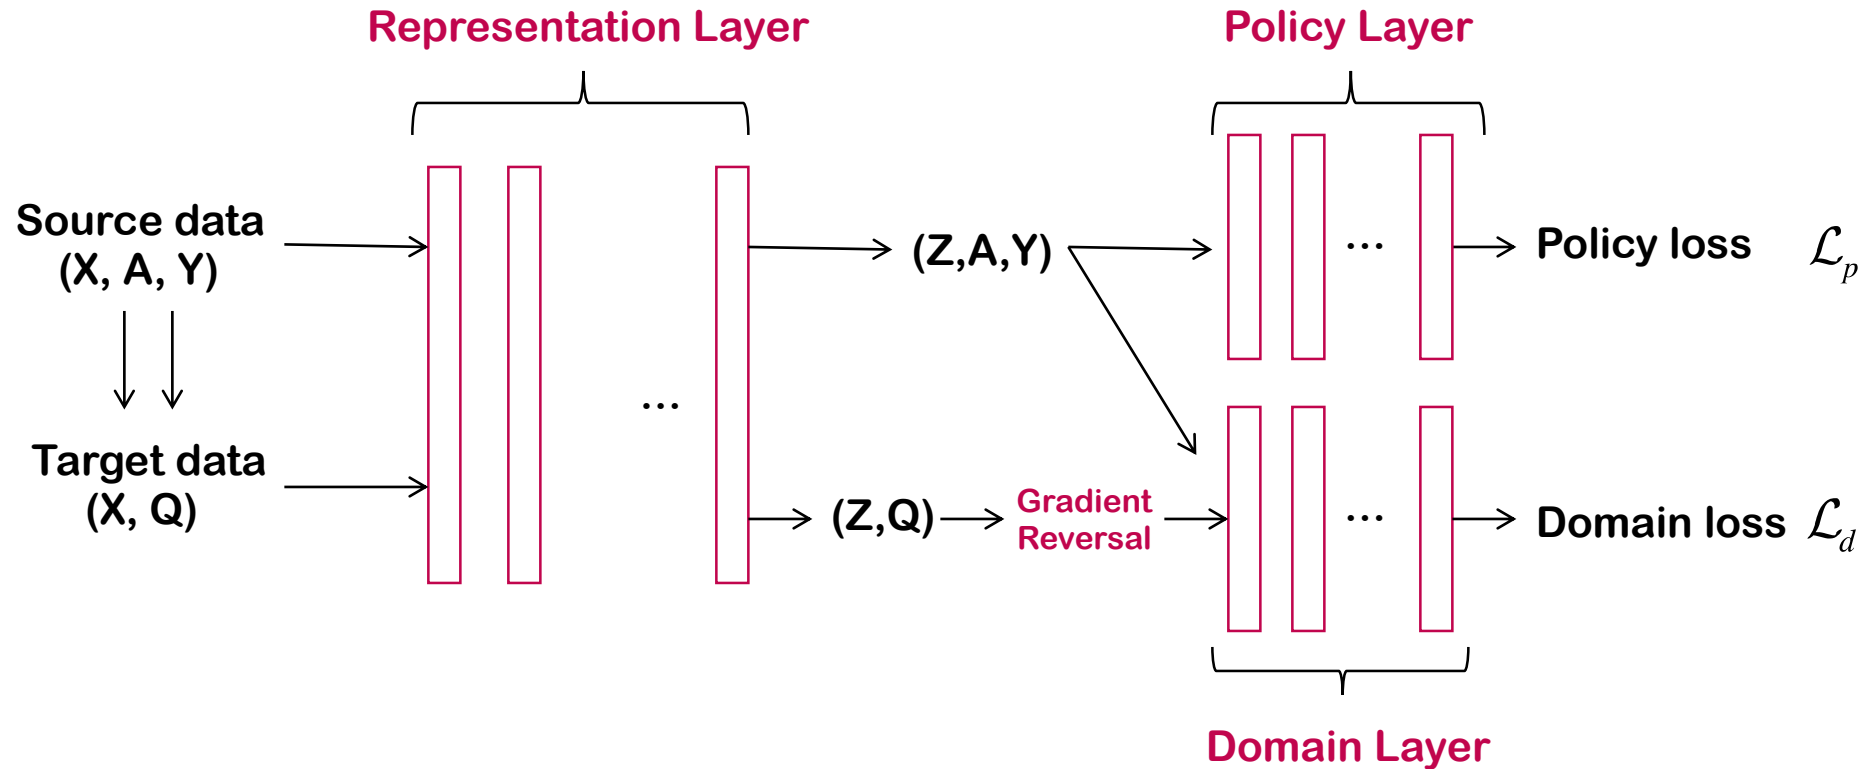 Representation Layer
Policy Layer
Source data
(X, A, Y)
(Z,A,Y)
...
Policy loss ℒp
...
Target data
(X, Q)
(Z,Q)
Gradient
Reversal
...
Domain loss ℒd
Domain Layer